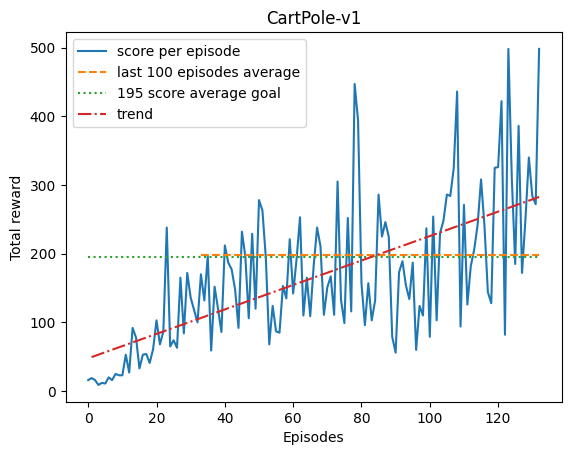 CartPole-v1
score per episode
last 100 episodes average
195 score average goal
trend
Total reward
500
400
300
200
100
0
0 20 40 60 80 100 120
Episodes